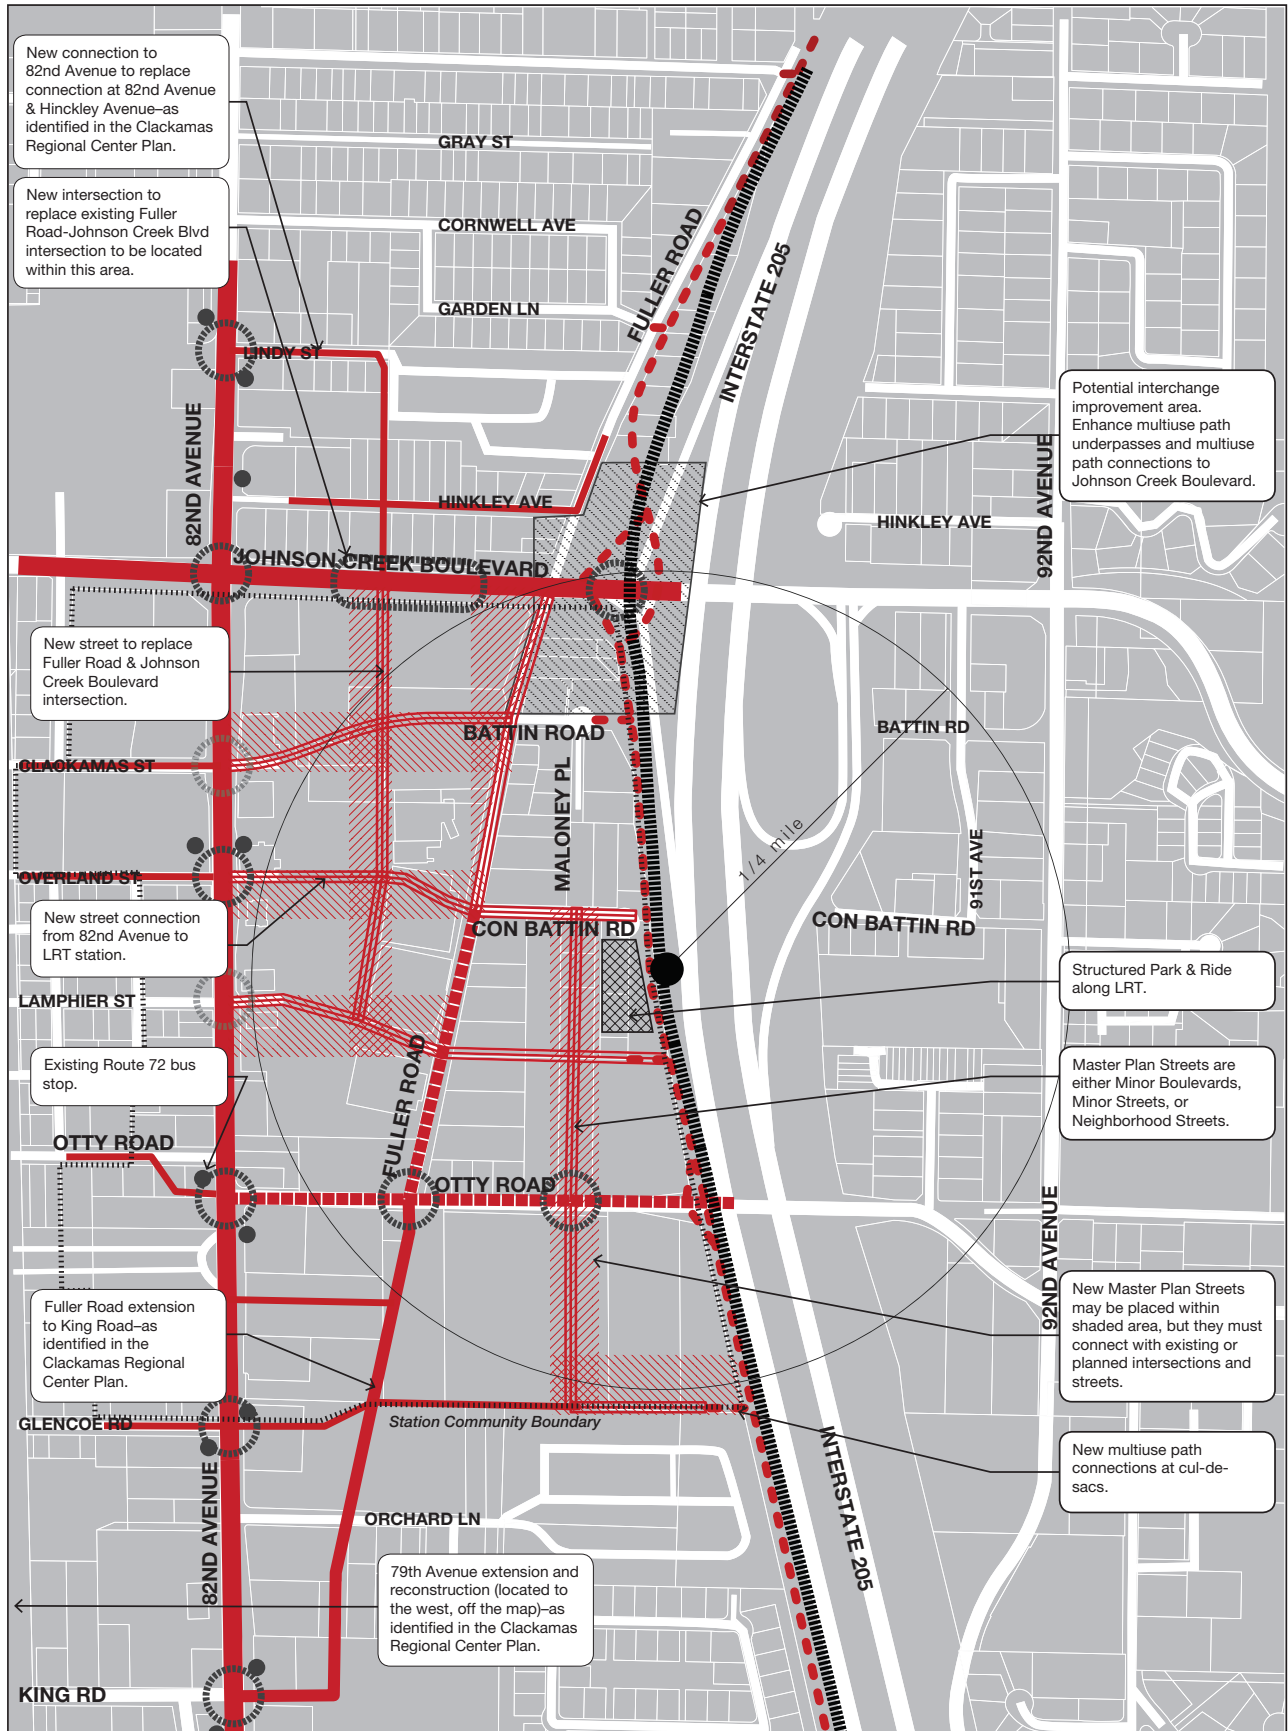 New connection to
82nd Avenue to replace
connection at 82nd Avenue
& Hinckley Avenue–as
identified in the Clackamas
Regional Center Plan.
New intersection to
replace existing Fuller
Road-Johnson Creek Blvd
intersection to be located
within this area.
GRAY ST
CORNWELL AVE
GARDEN LN
FULLER ROAD
INTERSTATE 205
LINDY ST
82ND AVENUE
Potential interchange
improvement area.
Enhance multiuse path
underpasses and multiuse
path connections to
Johnson Creek Boulevard.
92ND AVENUE
HINKLEY AVE
HINKLEY AVE
JOHNSON CREEK BOULEVARD
New street to replace
Fuller Road & Johnson
Creek Boulevard
intersection.
BATTIN ROAD
BATTIN RD
CLACKAMAS ST
MALONEY PL
1/4 mile
91ST AVE
OVERLAND ST
New street connection
from 82nd Avenue to
LRT station.
CON BATTIN RD
CON BATTIN RD
Structured Park & Ride
along LRT.
LAMPHIER ST
Existing Route 72 bus
stop.
FULLER ROAD
Master Plan Streets are
either Minor Boulevards,
Minor Streets, or
Neighborhood Streets.
OTTY ROAD
OTTY ROAD
92ND AVENUE
Fuller Road extension
to King Road–as
identified in the
Clackamas Regional
Center Plan.
New Master Plan Streets
may be placed within
shaded area, but they must
connect with existing or
planned intersections and
streets.
GLENCOE RD
Station Community Boundary
New multiuse path
connections at cul-de-
sacs.
INTERSTATE 205
82ND AVENUE
ORCHARD LN
79th Avenue extension and
reconstruction (located to
the west, off the map)–as
identified in the Clackamas
Regional Center Plan.
KING RD